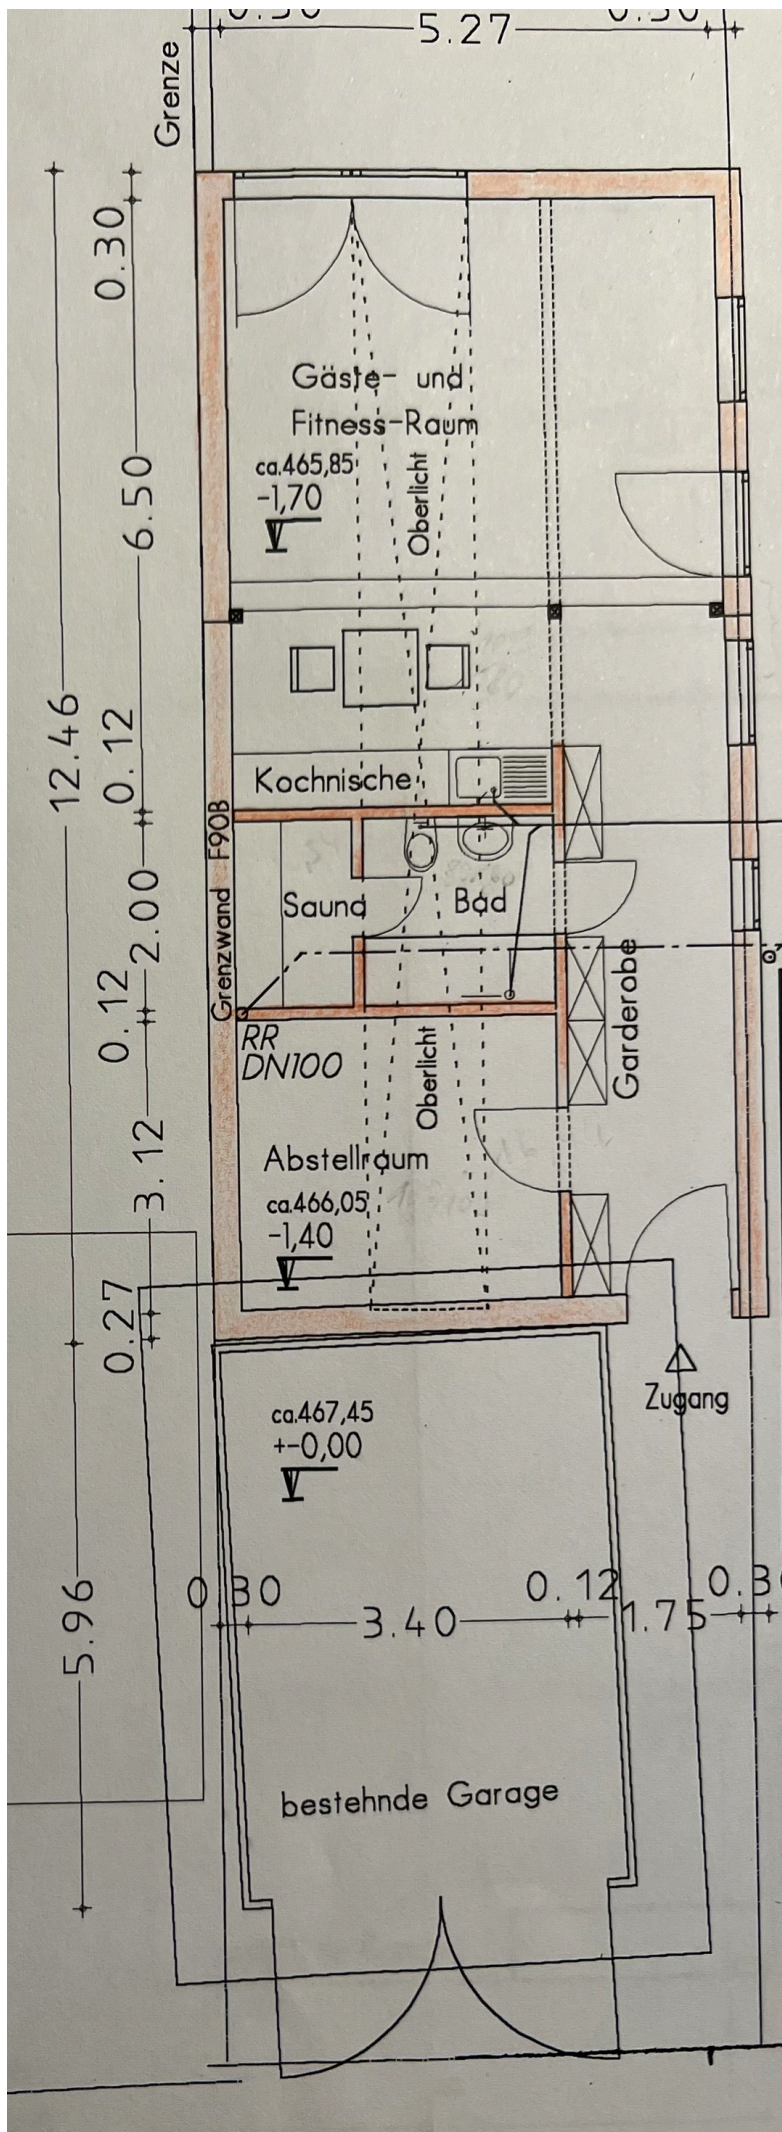 5.27
Grenze
0.30
Gäste- und
Fitness-Raum
ca.465,85
-1,70
Oberlicht
6.50
12.46
0.12
Kochnische
Grenzwand F90B
Sauna
Bad
2.00
0.12
RR
DN100
Garderobe
Oberlicht
3.12
Abstellraum
ca.466,05
-1,40
0.27
Zugang
ca.467,45
+-0,00
0.30
3.40
0.12
1.75
5.96
bestehnde Garage